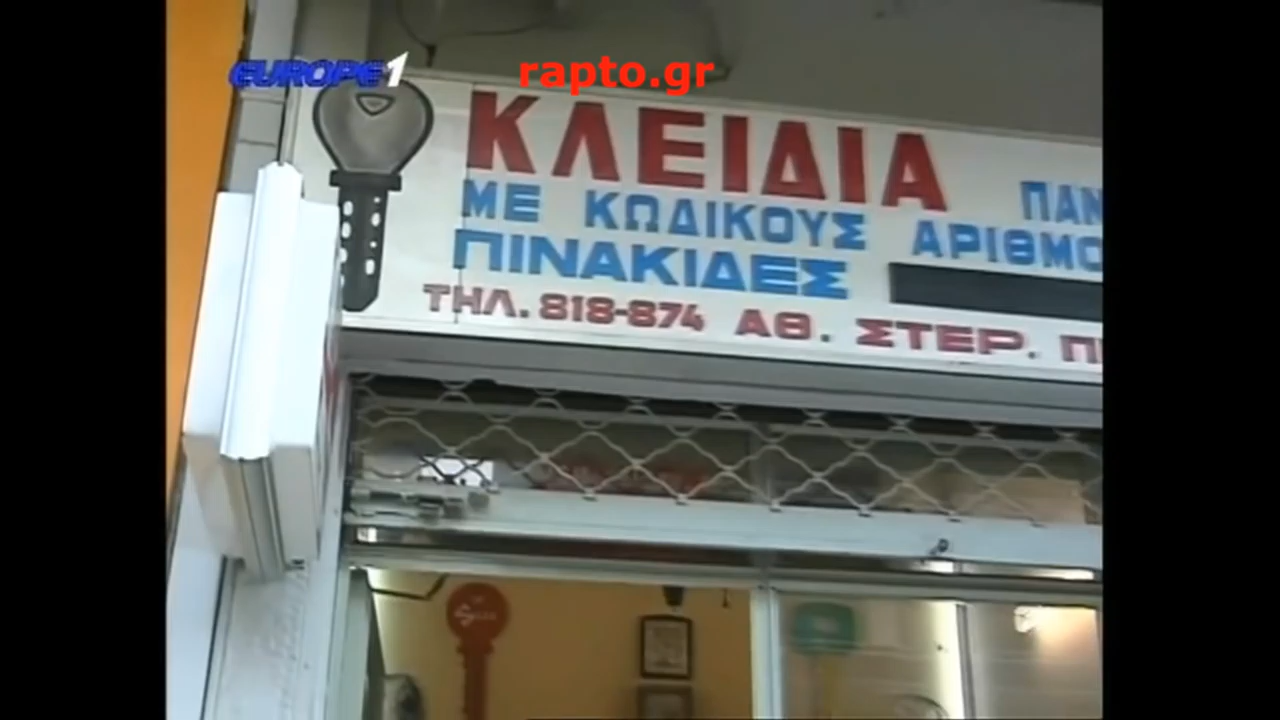 EUROPE1
rapto.gr
ΚΛΕΙΔΙΑ
ΜΕ ΚΩΔΙΚΟΥΣ ΑΡΙΘΜΟ
ΠΙΝΑΚΙΔΕΣ
ΤΗΛ. 818-874 ΑΘ. ΣΤΕΡ.